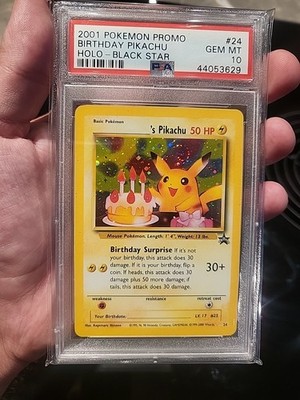 2001 POKEMON PROMO #24
BIRTHDAY PIKACHU GEM MT
HOLO - BLACK STAR 10
PSA 44053629
Basic Pokémon
's Pikachu 50 HP
Mouse Pokémon. Length: 1' 4", Weight: 13 lbs.
Birthday Surprise If it's not
your birthday, this attack does 30
damage. If it is your birthday, flip a
coin. If heads, this attack does 30
damage plus 50 more damage; if
tails, this attack does 30
damage.
30+
weakness resistance retreat cost
Your Birthdate:
24